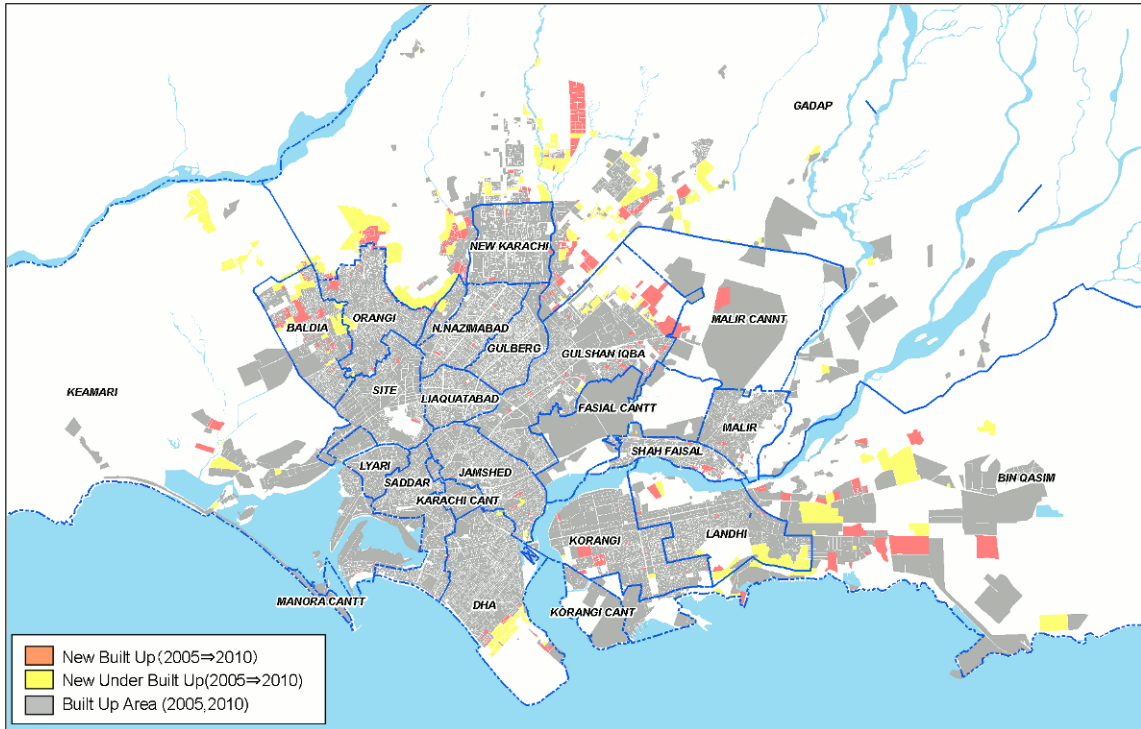 GADAP
NEW KARACHI
MALIR CANNT
BALDIA
ORANGI
N.NAZIMABAD
GULBERG
GULSHAN IQBA
KEAMARI
SITE
LIAQUATABAD
FASIAL CANTT
MALIR
SHAH FAISAL
LYARI
SADDAR
JAMSHED
KARACHI CANT
BIN QASIM
KORANGI
LANDHI
MANORA CANTT
DHA
KORANGI CANT
New Built Up(2005⇒2010)
New Under Built Up(2005⇒2010)
Built Up Area (2005,2010)